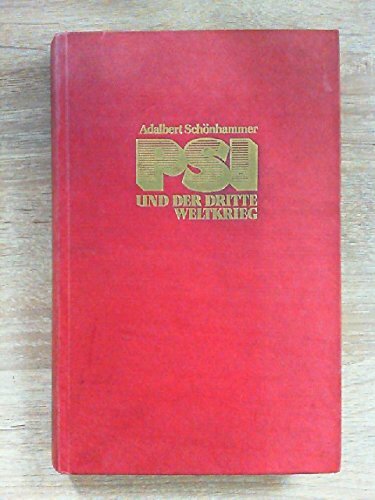 Adalbert Schönhammer
PSI
UND DER DRITTE
WELTKRIEG